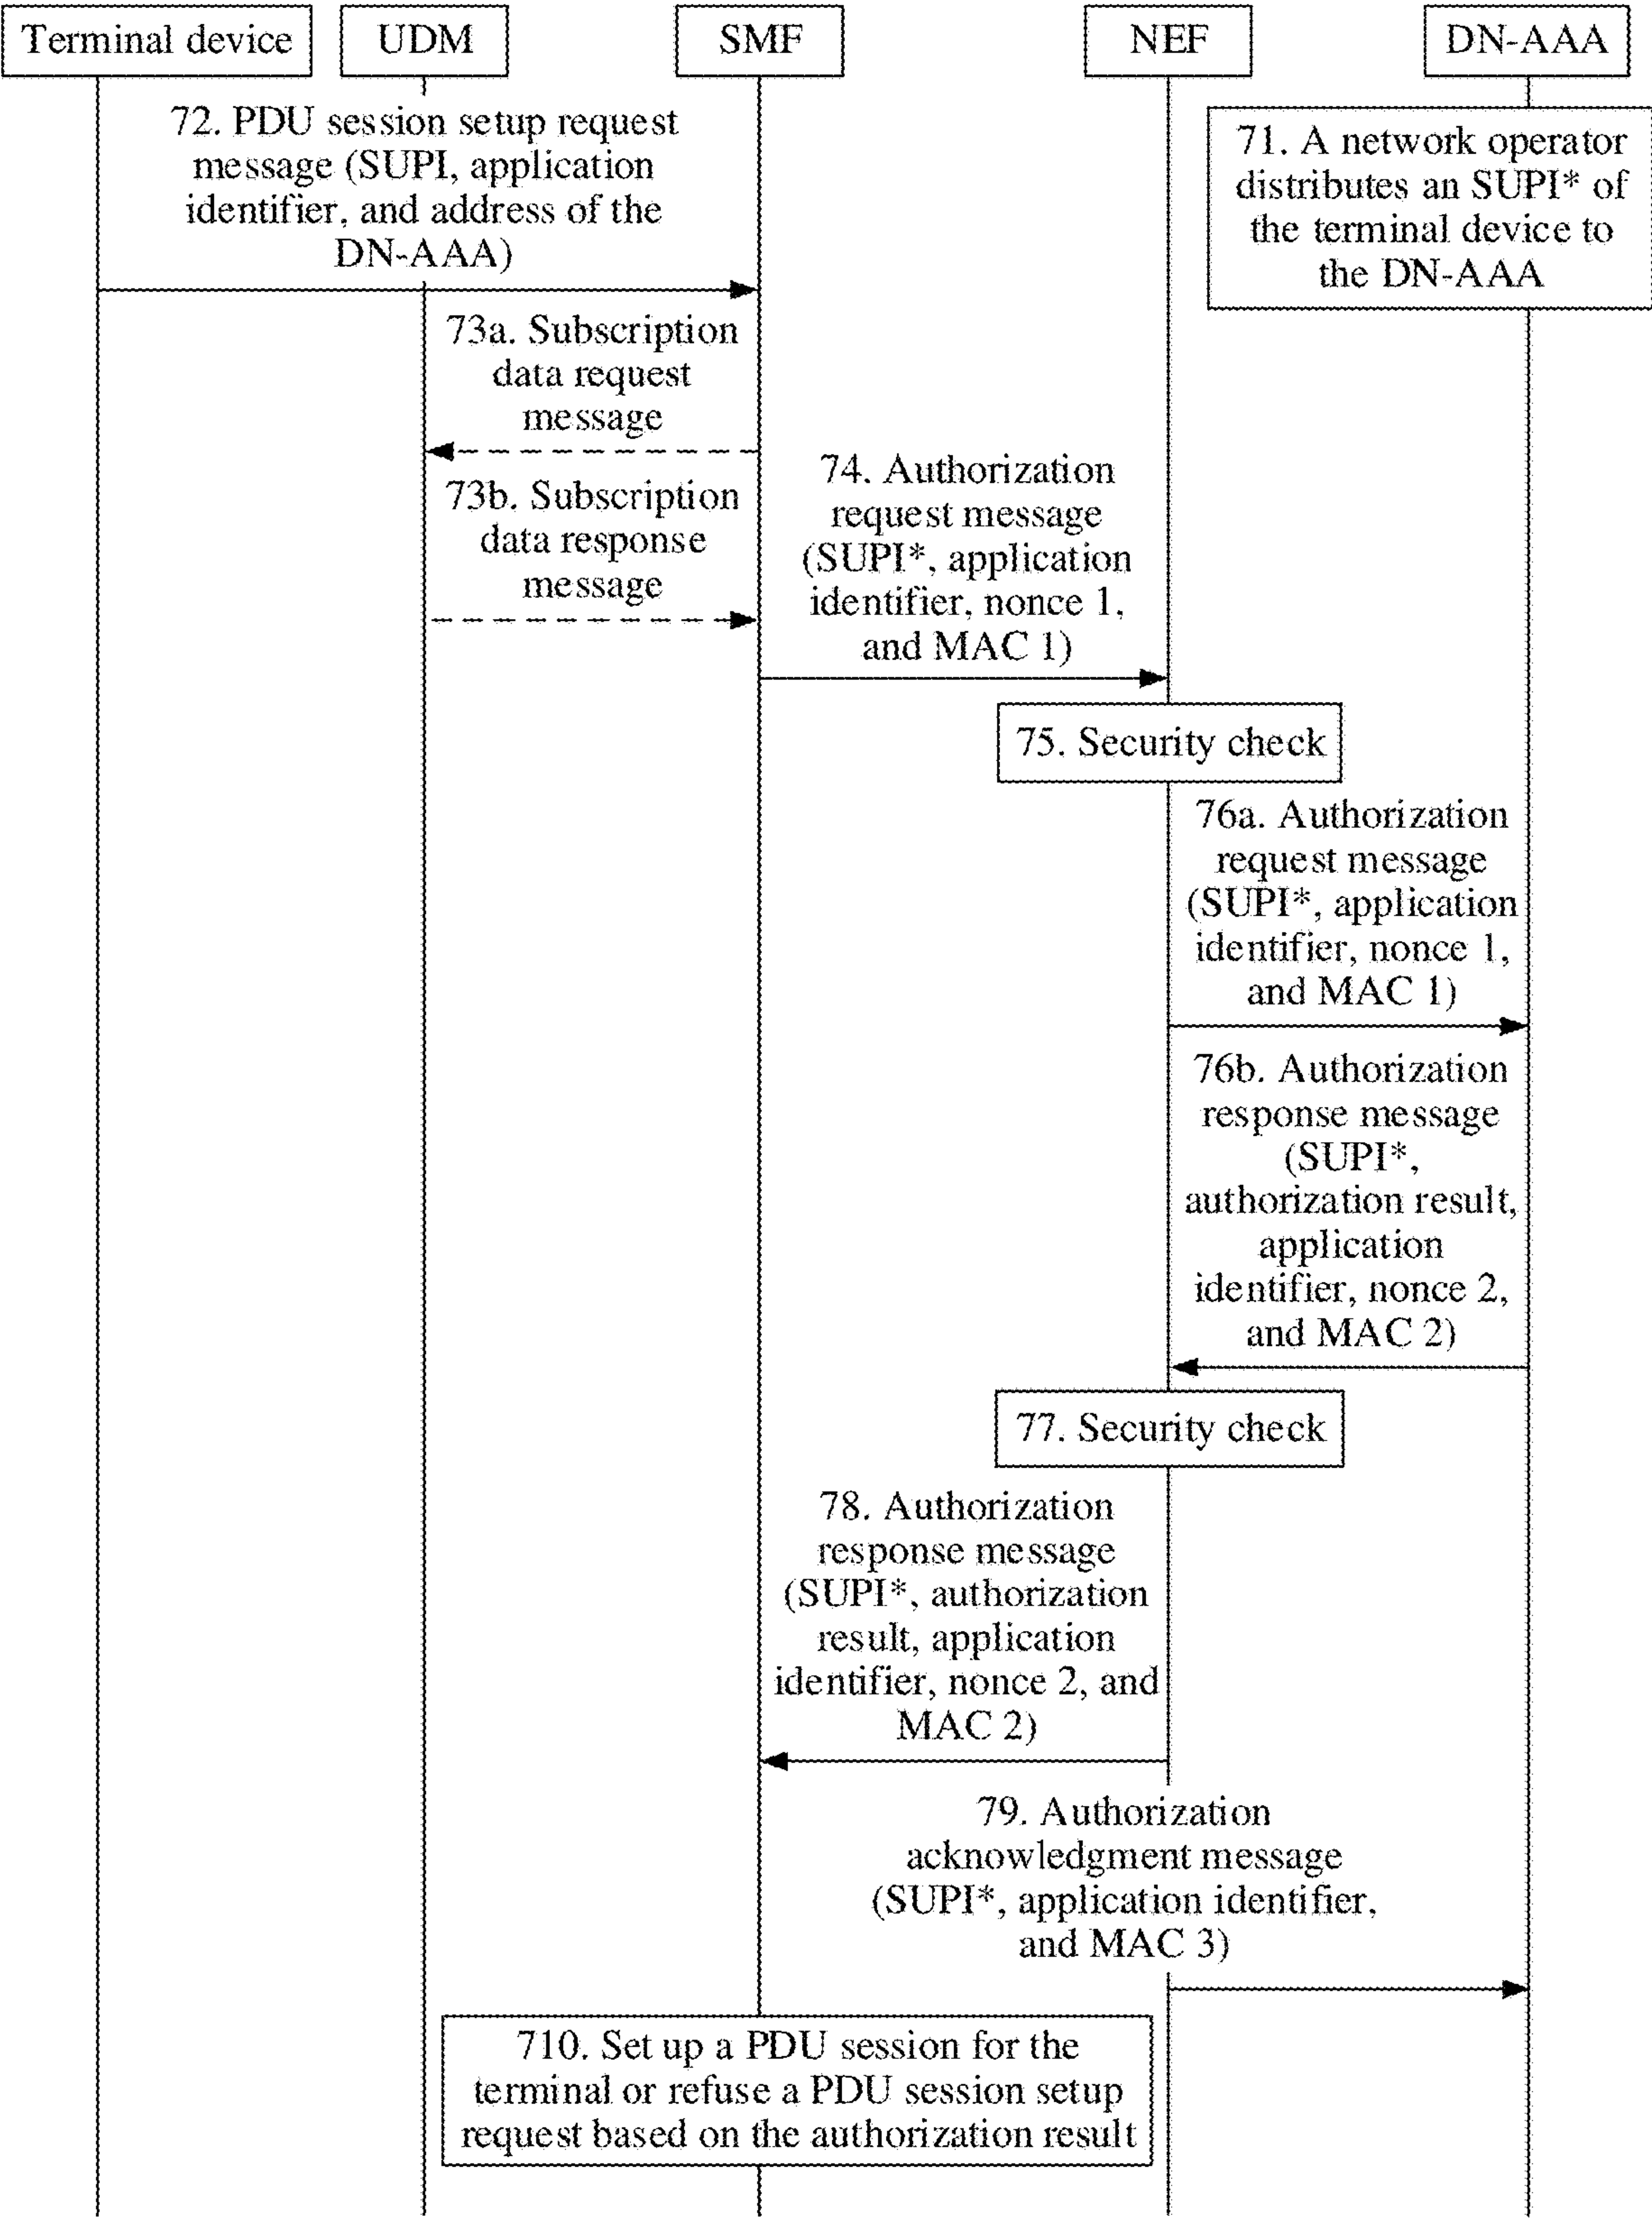 Terminal device
UDM
SMF
NEF
DN-AAA
71. A network operator
distributes an SUPI* of
the terminal device to
the DN-AAA
72. PDU session setup request
message (SUPI, application
identifier, and address of the
DN-AAA)
73a. Subscription
data request
message
73b. Subscription
data response
message
74. Authorization
request message
(SUPI*, application
identifier, nonce 1,
and MAC 1)
75. Security check
76a. Authorization
request message
(SUPI*, application
identifier, nonce 1,
and MAC 1)
76b. Authorization
response message
(SUPI*,
authorization result,
application
identifier, nonce 2,
and MAC 2)
77. Security check
78. Authorization
response message
(SUPI*, authorization
result, application
identifier, nonce 2, and
MAC 2)
79. Authorization
acknowledgment message
(SUPI*, application identifier,
and MAC 3)
710. Set up a PDU session for the
terminal or refuse a PDU session setup
request based on the authorization result